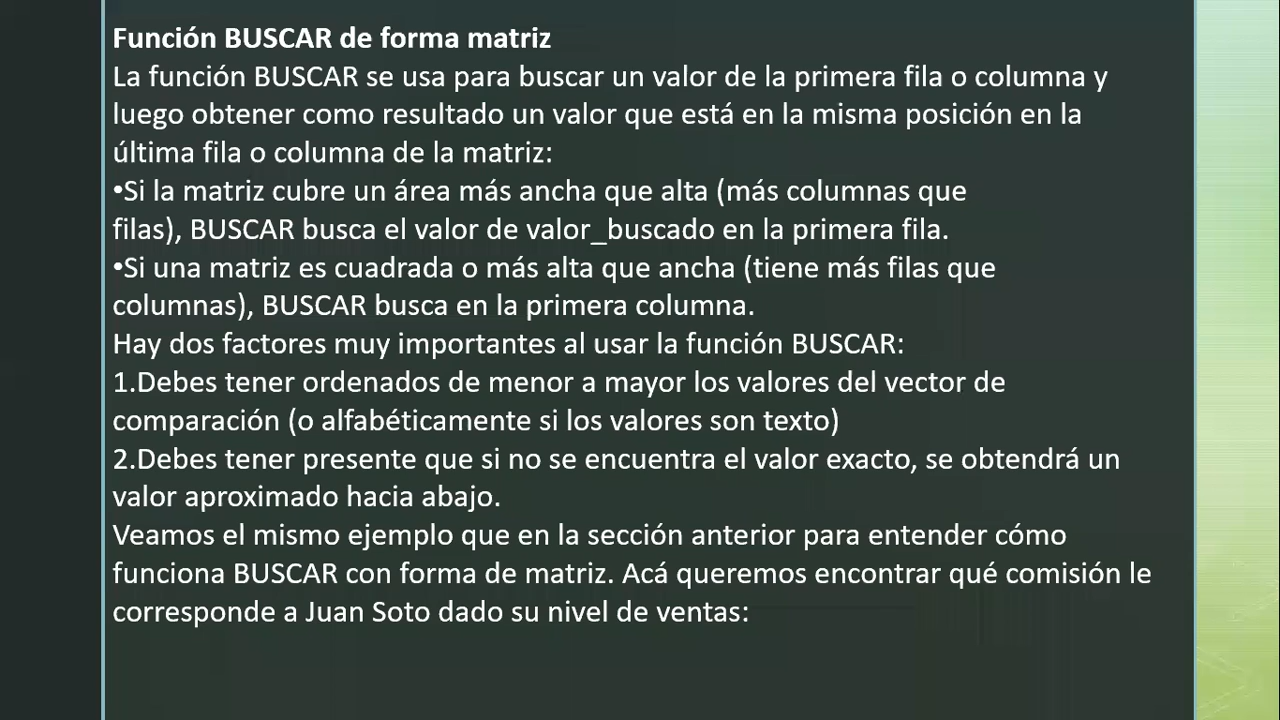 Función BUSCAR de forma matriz
La función BUSCAR se usa para buscar un valor de la primera fila o columna y
luego obtener como resultado un valor que está en la misma posición en la
última fila o columna de la matriz:
•Si la matriz cubre un área más ancha que alta (más columnas que
filas), BUSCAR busca el valor de valor_buscado en la primera fila.
•Si una matriz es cuadrada o más alta que ancha (tiene más filas que
columnas), BUSCAR busca en la primera columna.
Hay dos factores muy importantes al usar la función BUSCAR:
1.Debes tener ordenados de menor a mayor los valores del vector de
comparación (o alfabéticamente si los valores son texto)
2.Debes tener presente que si no se encuentra el valor exacto, se obtendrá un
valor aproximado hacia abajo.
Veamos el mismo ejemplo que en la sección anterior para entender cómo
funciona BUSCAR con forma de matriz. Acá queremos encontrar qué comisión le
corresponde a Juan Soto dado su nivel de ventas: